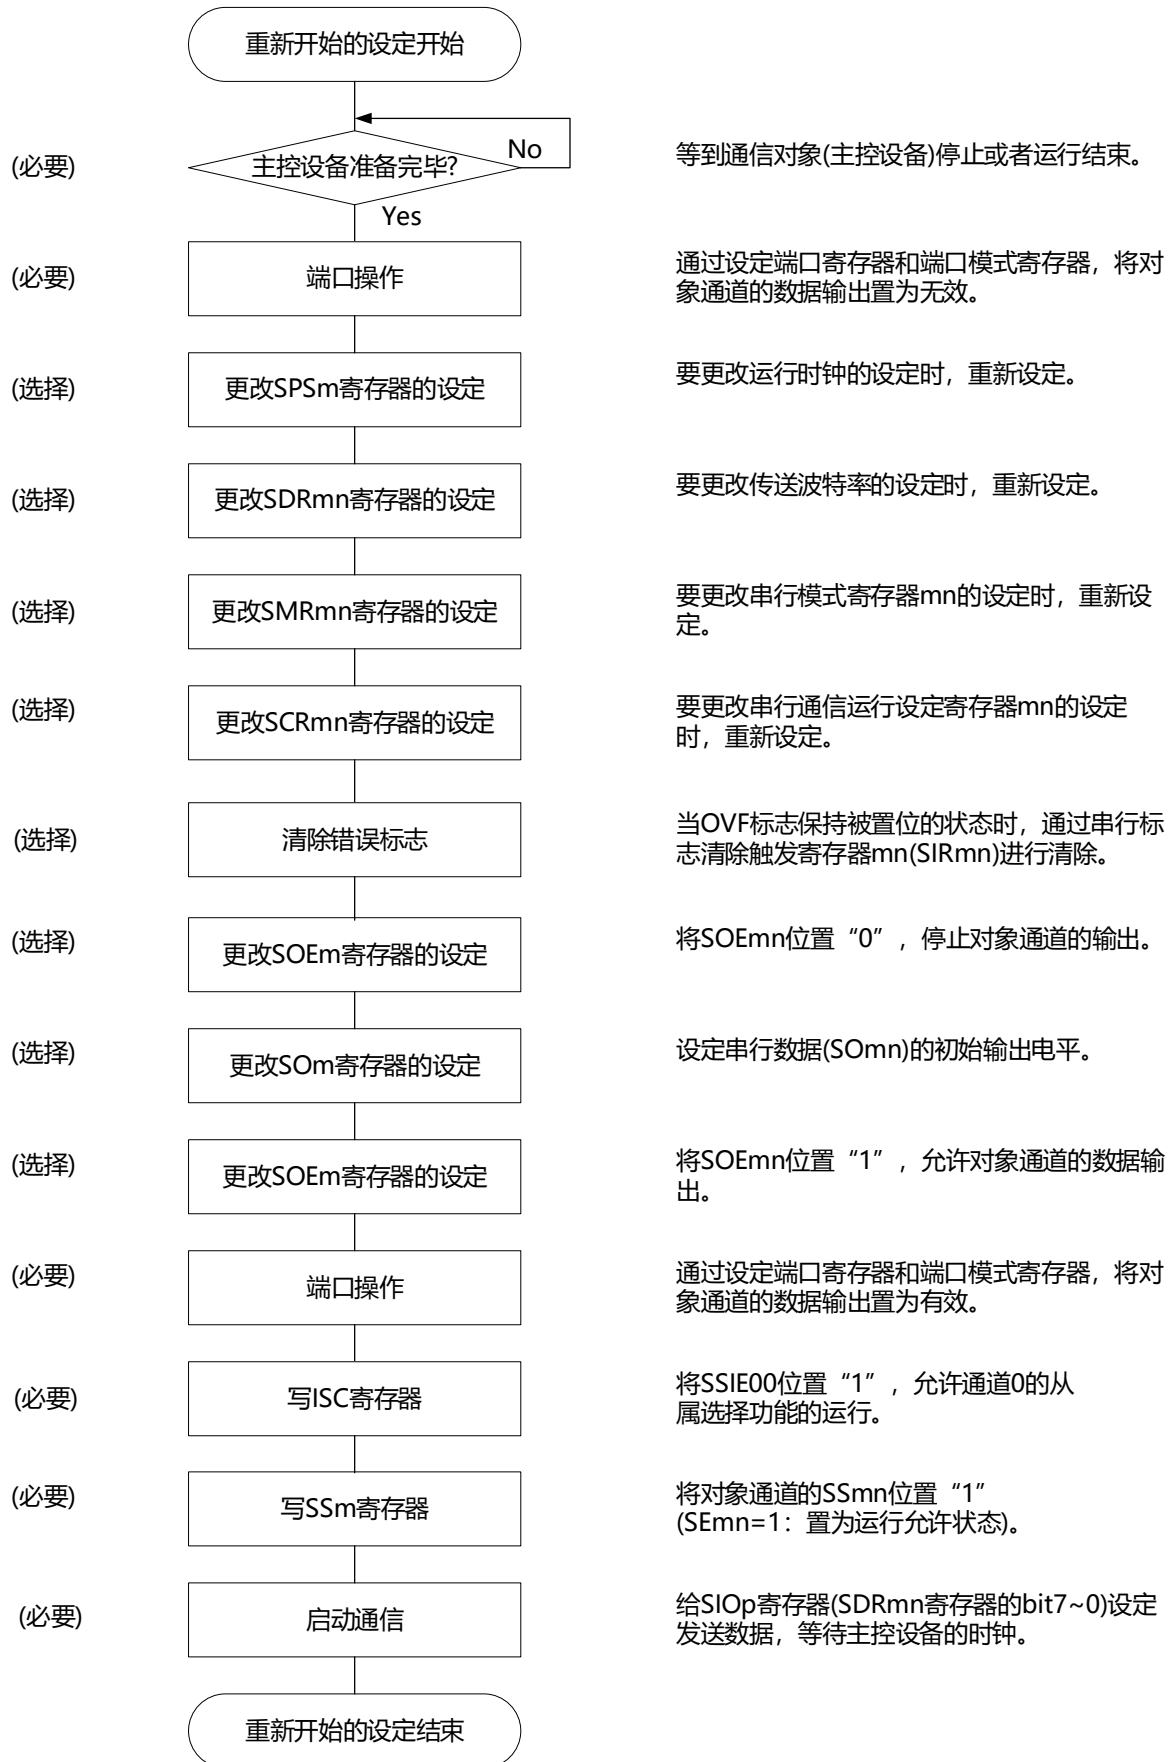 重新开始的设定开始
(必要)
主控设备准备完毕?
No
等到通信对象(主控设备)停止或者运行结束。
Yes
(必要)
端口操作
通过设定端口寄存器和端口模式寄存器，将对
象通道的数据输出置为无效。
(选择)
更改SPSm寄存器的设定
要更改运行时钟的设定时，重新设定。
(选择)
更改SDRmn寄存器的设定
要更改传送波特率的设定时，重新设定。
(选择)
更改SMRmn寄存器的设定
要更改串行模式寄存器mn的设定时，重新设
定。
(选择)
更改SCRmn寄存器的设定
要更改串行通信运行设定寄存器mn的设定
时，重新设定。
(选择)
清除错误标志
当OVF标志保持被置位的状态时，通过串行标
志清除触发寄存器mn(SIRmn)进行清除。
(选择)
更改SOEm寄存器的设定
将SOEmn位置“0”，停止对象通道的输出。
(选择)
更改SOm寄存器的设定
设定串行数据(SOmn)的初始输出电平。
(选择)
更改SOEm寄存器的设定
将SOEmn位置“1”，允许对象通道的数据输
出。
(必要)
端口操作
通过设定端口寄存器和端口模式寄存器，将对
象通道的数据输出置为有效。
(必要)
写ISC寄存器
将SSIE00位置“1”，允许通道0的从
属选择功能的运行。
(必要)
写SSm寄存器
将对象通道的SSmn位置“1”
(SEmn=1：置为运行允许状态)。
(必要)
启动通信
给SIOp寄存器(SDRmn寄存器的bit7~0)设定
发送数据，等待主控设备的时钟。
重新开始的设定结束